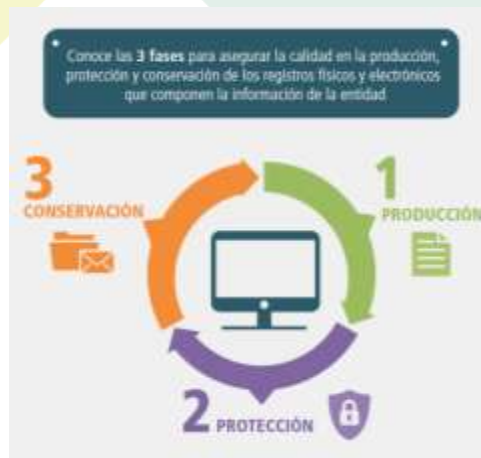 Conoce las 3 fases para asegurar la calidad en la producción,
protección y conservación de los registros físicos y electrónicos
que componen la información de la entidad
1
PRODUCCIÓN
2 PROTECCIÓN
3
CONSERVACIÓN